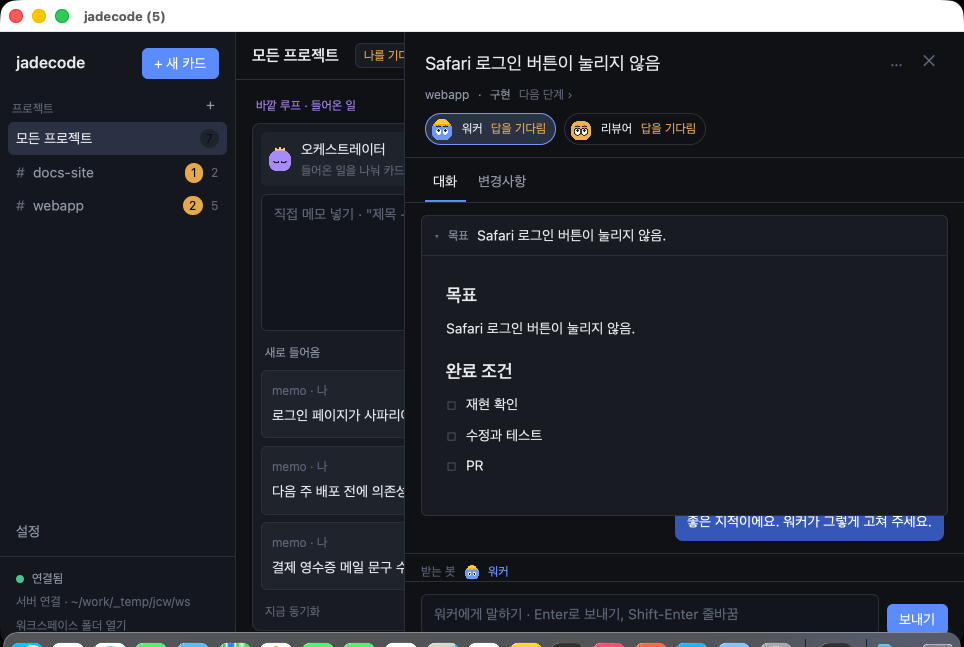 jadecode (5)
jadecode
+ 새 카드
프로젝트
+
모든 프로젝트 7
# docs-site 1 2
# webapp 2 5
설정
연결됨
서버 연결 · ~/work/_temp/jcw/ws
워크스페이스 폴더 열기
모든 프로젝트
나를 기다
바깥 루프 · 들어온 일
오케스트레이터
들어온 일을 나눠 카드
직접 메모 넣기 · "제목 -
새로 들어옴
memo · 나
로그인 페이지가 사파리에
memo · 나
다음 주 배포 전에 의존성
memo · 나
결제 영수증 메일 문구 수
지금 동기화
Safari 로그인 버튼이 눌리지 않음
...
webapp · 구현 다음 단계 ›
워커 답을 기다림
리뷰어 답을 기다림
대화 변경사항
목표 Safari 로그인 버튼이 눌리지 않음.
목표
Safari 로그인 버튼이 눌리지 않음.
완료 조건
재현 확인
수정과 테스트
PR
좋은 지적이에요. 워커가 그렇게 고쳐 주세요.
받는 봇 워커
워커에게 말하기 · Enter로 보내기, Shift-Enter 줄바꿈
보내기